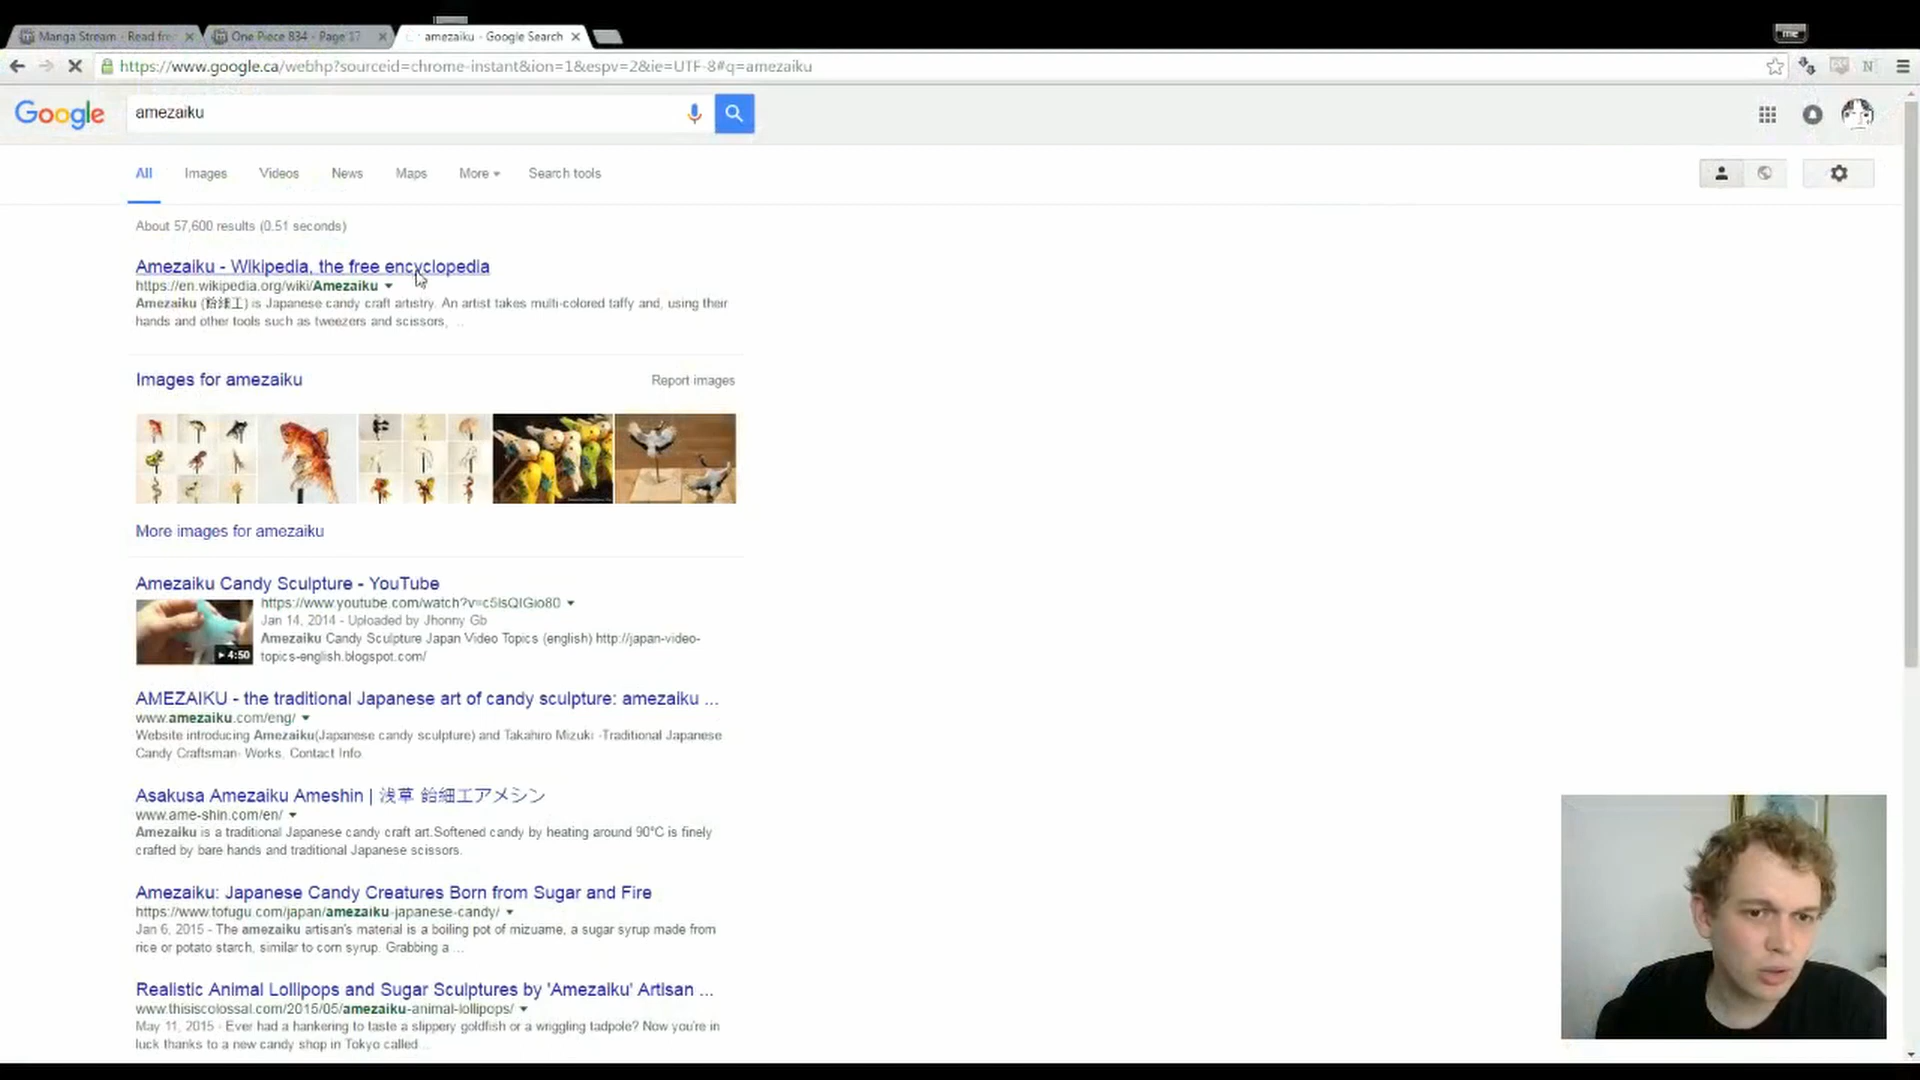 Manga Stream - Read fre
One Piece 834 - Page 17
amezaiku - Google Search
me
https://www.google.ca/webhp?sourceid=chrome-instant&ion=1&espv=2&ie=UTF-8#q=amezaiku
N
Google
amezaiku
All Images Videos News Maps More Search tools
About 57,600 results (0.51 seconds)
Amezaiku - Wikipedia, the free encyclopedia
https://en.wikipedia.org/wiki/Amezaiku
Amezaiku (飴細工) is Japanese candy craft artistry. An artist takes multi-colored taffy and, using their
hands and other tools such as tweezers and scissors, ...
Images for amezaiku
Report images
More images for amezaiku
Amezaiku Candy Sculpture - YouTube
https://www.youtube.com/watch?v=c5IsQIGio80
Jan 14, 2014 - Uploaded by Jhonny Gb
4:50
Amezaiku Candy Sculpture Japan Video Topics (english) http://japan-video-
topics-english.blogspot.com/
AMEZAIKU - the traditional Japanese art of candy sculpture: amezaiku ...
www.amezaiku.com/eng/
Website introducing Amezaiku(Japanese candy sculpture) and Takahiro Mizuki -Traditional Japanese
Candy Craftsman- Works, Contact Info.
Asakusa Amezaiku Ameshin | 浅草 飴細工アメシン
www.ame-shin.com/en/
Amezaiku is a traditional Japanese candy craft art.Softened candy by heating around 90°C is finely
crafted by bare hands and traditional Japanese scissors.
Amezaiku: Japanese Candy Creatures Born from Sugar and Fire
https://www.tofugu.com/japan/amezaiku-japanese-candy/
Jan 6, 2015 - The amezaiku artisan's material is a boiling pot of mizuame, a sugar syrup made from
rice or potato starch, similar to corn syrup. Grabbing a ...
Realistic Animal Lollipops and Sugar Sculptures by 'Amezaiku' Artisan ...
www.thisiscolossal.com/2015/05/amezaiku-animal-lollipops/
May 11, 2015 - Ever had a hankering to taste a slippery goldfish or a wriggling tadpole? Now you're in
luck thanks to a new candy shop in Tokyo called ...